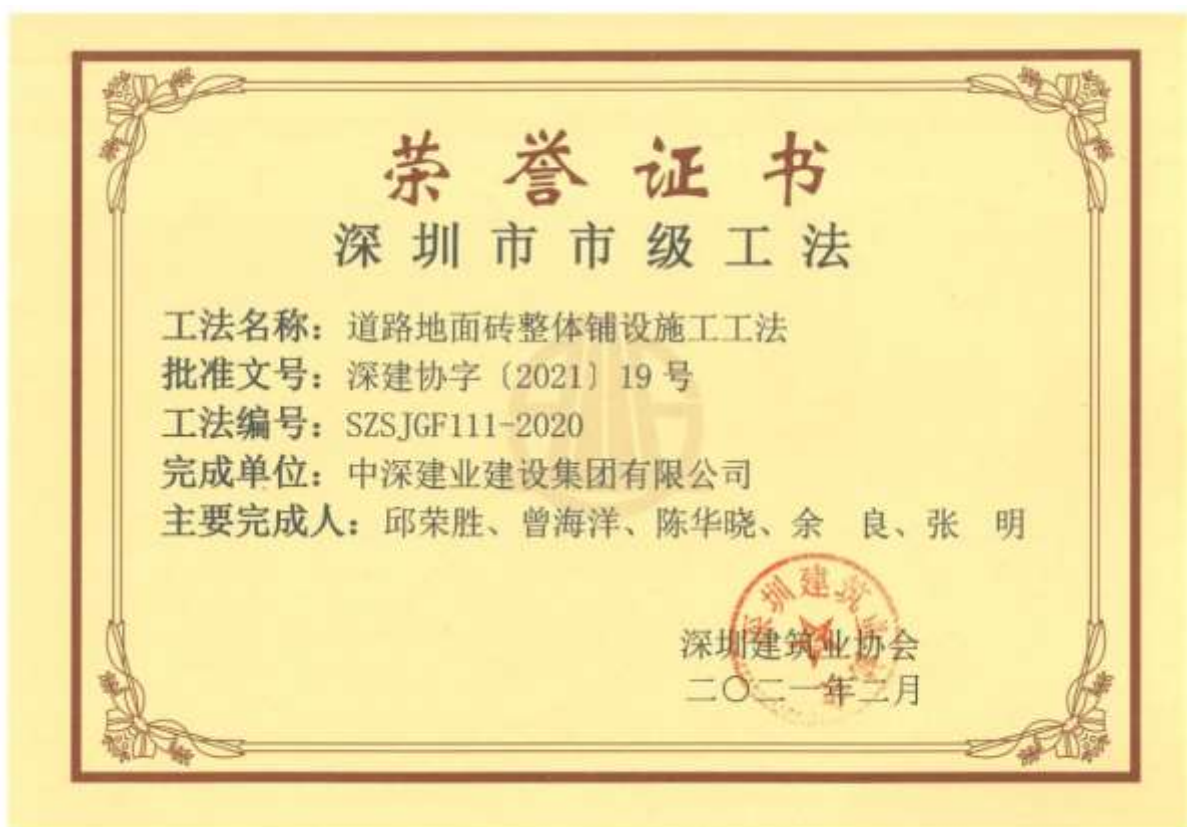 荣誉证书
深圳市市级工法
工法名称：道路地面砖整体铺设施工工法
批准文号：深建协字〔2021〕19号
工法编号：SZSJGF111-2020
完成单位：中深建业建设集团有限公司
主要完成人：邱荣胜、曾海洋、陈华晓、余　良、张　明
深圳建筑业协会
二〇二一年二月